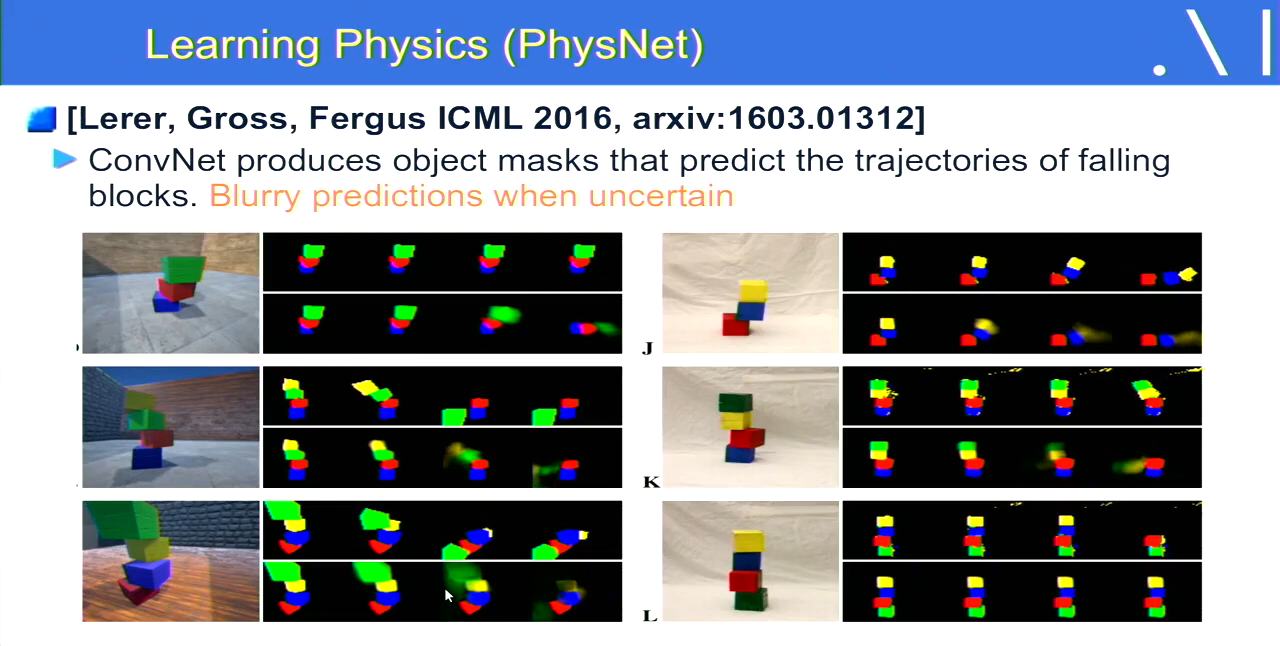 Learning Physics (PhysNet)
[Lerer, Gross, Fergus ICML 2016, arxiv:1603.01312]
ConvNet produces object masks that predict the trajectories of falling
blocks. Blurry predictions when uncertain
J
K
L